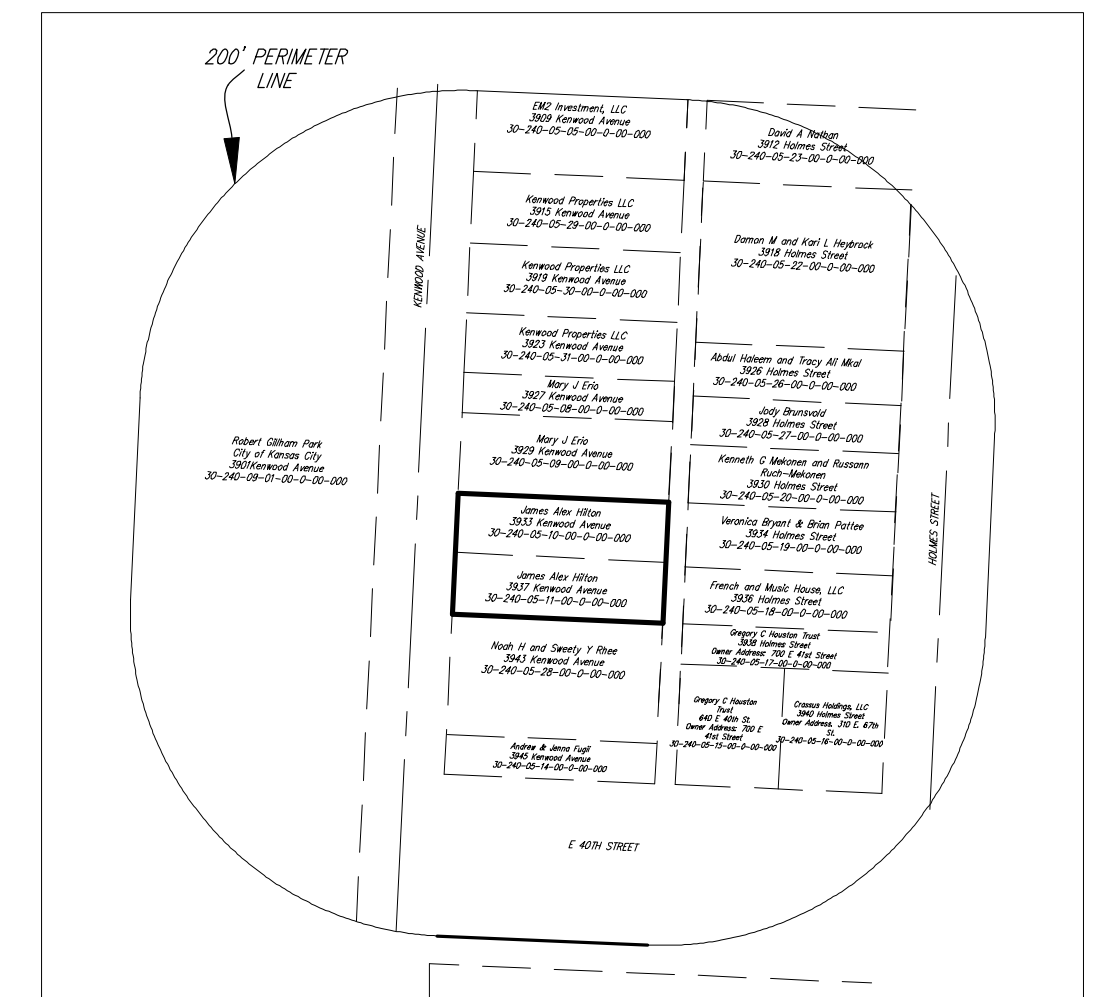 200' PERIMETER
LINE
EM2 Investment, LLC
3909 Kenwood Avenue
30-240-05-05-00-0-00-000
David A Nathan
3912 Holmes Street
30-240-05-23-00-0-00-000
Kenwood Properties LLC
3915 Kenwood Avenue
30-240-05-29-00-0-00-000
Damon M and Kari L Heybrock
3918 Holmes Street
30-240-05-22-00-0-00-000
KENWOOD AVENUE
Kenwood Properties LLC
3919 Kenwood Avenue
30-240-05-30-00-0-00-000
Kenwood Properties LLC
3923 Kenwood Avenue
30-240-05-31-00-0-00-000
Abdul Haleem and Tracy Ali Mkal
3926 Holmes Street
30-240-05-26-00-0-00-000
Mary J Erio
3927 Kenwood Avenue
30-240-05-08-00-0-00-000
Jody Brunsvold
3928 Holmes Street
30-240-05-27-00-0-00-000
Robert Gillham Park
City of Kansas City
3901Kenwood Avenue
30-240-09-01-00-0-00-000
Mary J Erio
3929 Kenwood Avenue
30-240-05-09-00-0-00-000
Kenneth G Mekonen and Russann
Ruch-Mekonen
3930 Holmes Street
30-240-05-20-00-0-00-000
James Alex Hilton
3933 Kenwood Avenue
30-240-05-10-00-0-00-000
Veronica Bryant & Brian Pattee
3934 Holmes Street
30-240-05-19-00-0-00-000
HOLMES STREET
James Alex Hilton
3937 Kenwood Avenue
30-240-05-11-00-0-00-000
French and Music House, LLC
3936 Holmes Street
30-240-05-18-00-0-00-000
Gregory C Houston Trust
3938 Holmes Street
Owner Address: 700 E 41st Street
30-240-05-17-00-0-00-000
Noah H and Sweety Y Rhee
3943 Kenwood Avenue
30-240-05-28-00-0-00-000
Gregory C Houston
Trust
640 E 40th St.
Owner Address: 700 E
41st Street
30-240-05-15-00-0-00-000
Crassus Holdings, LLC
3940 Holmes Street
Owner Address. 310 E. 67th
St.
30-240-05-16-00-0-00-000
Andrew & Jenna Fugii
3945 Kenwood Avenue
30-240-05-14-00-0-00-000
E 40TH STREET